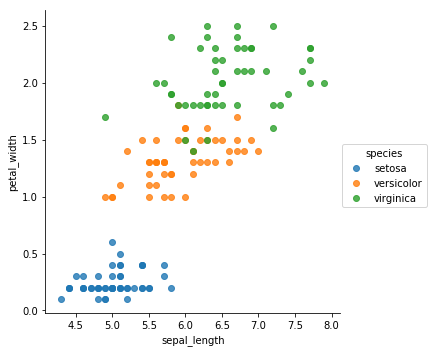 2.5
2.0
1.5
1.0
0.5
0.0
petal_width
4.5 5.0 5.5 6.0 6.5 7.0 7.5 8.0
sepal_length
species
setosa
versicolor
virginica